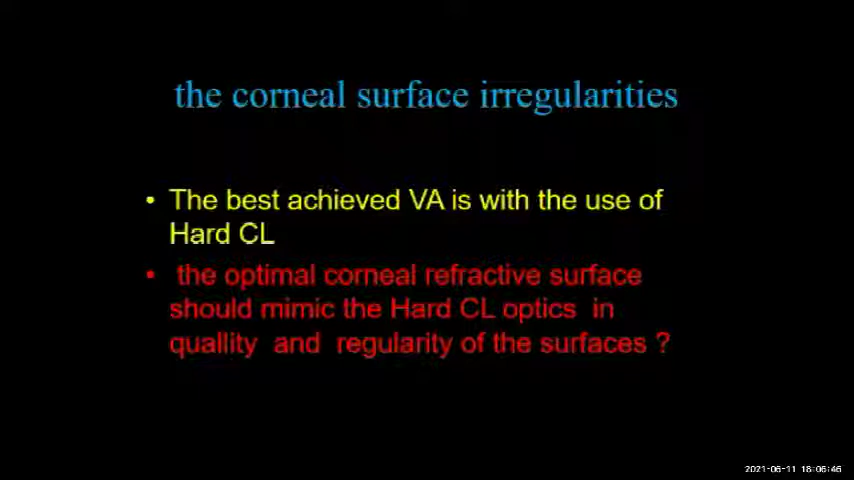 the corneal surface irregularities
• The best achieved VA is with the use of
Hard CL
• the optimal corneal refractive surface
should mimic the Hard CL optics in
quallity and regularity of the surfaces ?
2021-06-11 18:06:46